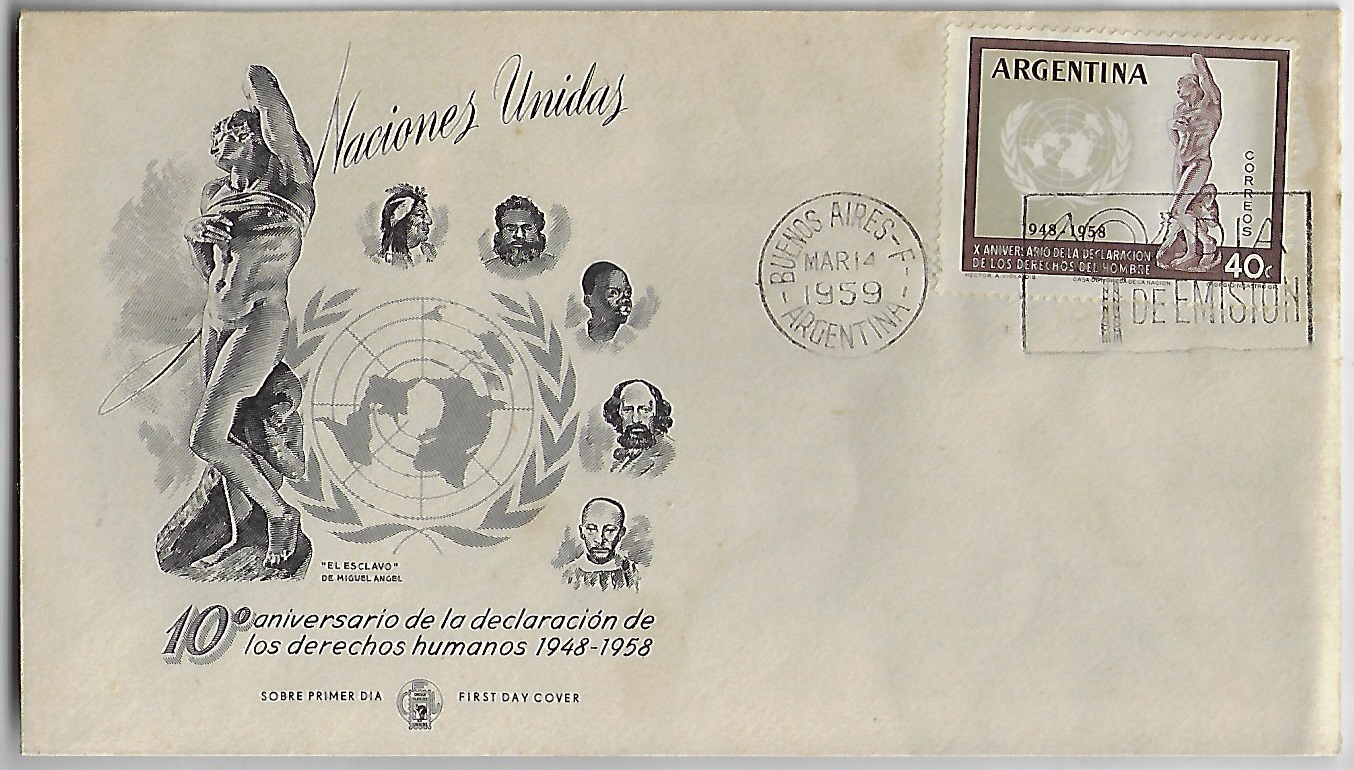 Naciones Unidas
"EL ESCLAVO"
DE MIGUEL ANGEL
10º aniversario de la declaración de
los derechos humanos 1948-1958
SOBRE PRIMER DIA
FIRST DAY COVER
BUENOS AIRES-F-
MAR 14
1959
-ARGENTINA-
ARGENTINA
CORREOS
1948-1958
X ANIVERSARIO DE LA DECLARACION
DE LOS DERECHOS DEL HOMBRE
40c
DE EMISION